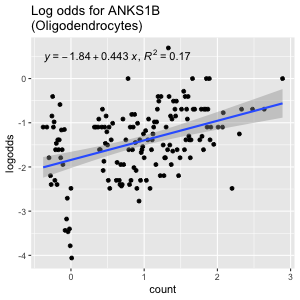 Log odds for ANKS1B
(Oligodendrocytes)
y = −1.84 + 0.443 x, R² = 0.17
logodds
0
-1
-2
-3
-4
0
1
2
3
count